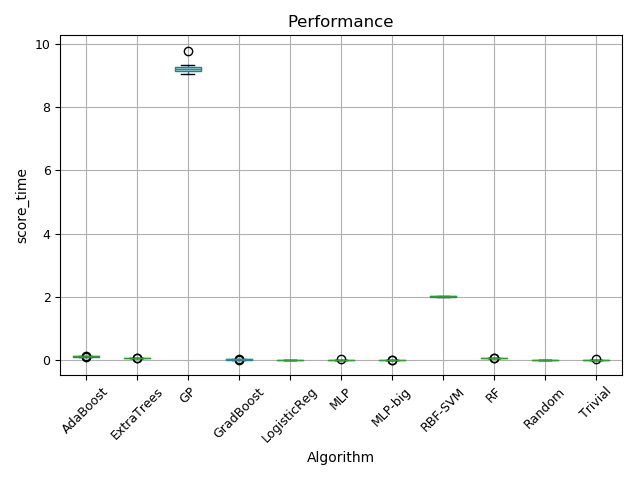 Performance
score_time
10
8
6
4
2
0
AdaBoost
ExtraTrees
GP
GradBoost
LogisticReg
MLP
MLP-big
RBF-SVM
RF
Random
Trivial
Algorithm